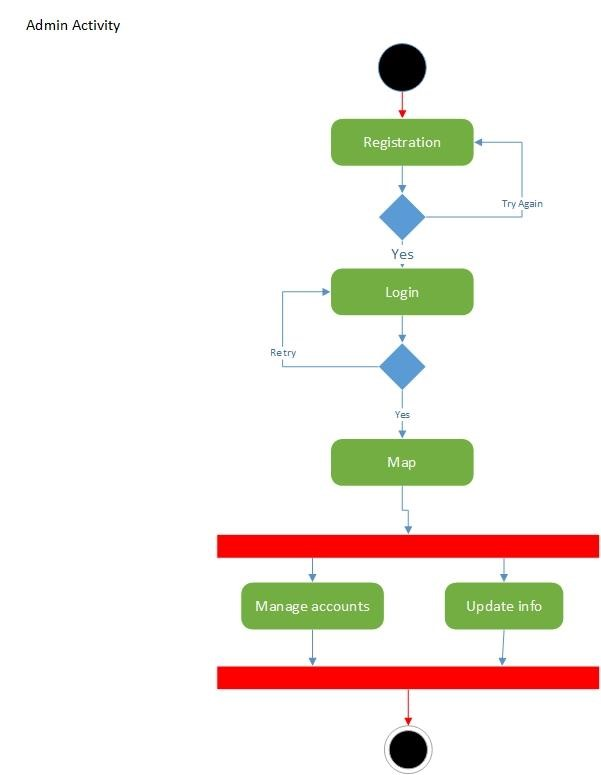 Admin Activity
Registration
Try Again
Yes
Login
Retry
Yes
Map
Manage accounts
Update info